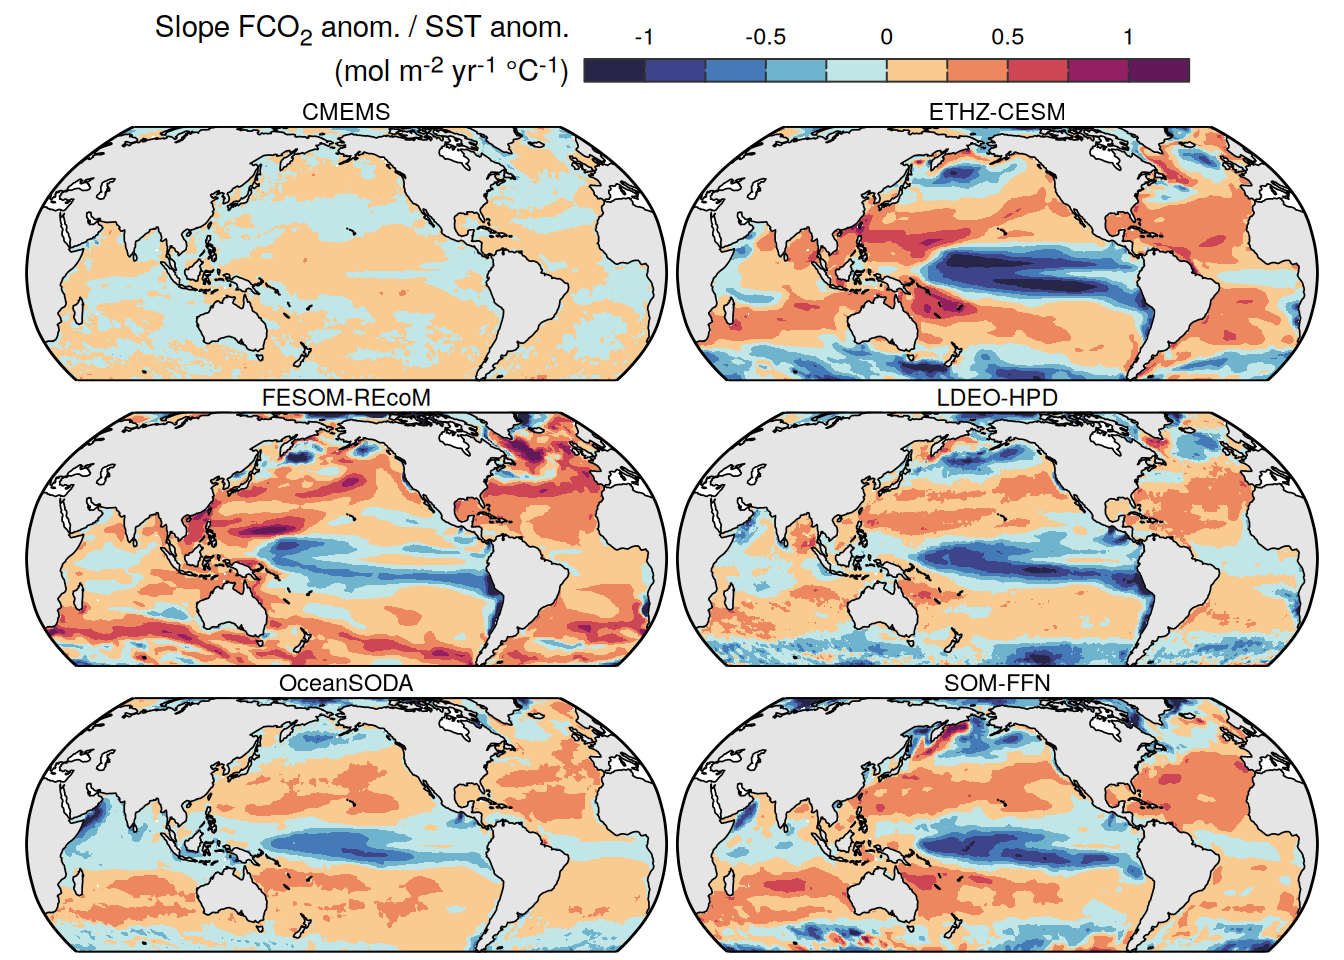 Slope FCO₂ anom. / SST anom.
(mol m⁻² yr⁻¹ °C⁻¹)
-1 -0.5 0 0.5 1
CMEMS ETHZ-CESM
FESOM-REcoM LDEO-HPD
OceanSODA SOM-FFN